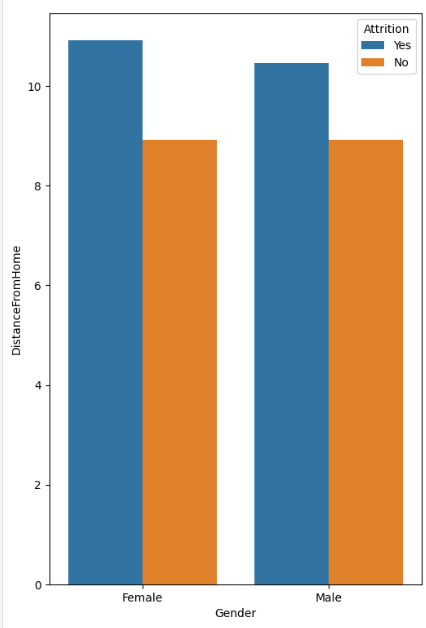 Attrition
Yes
No
10
8
6
4
2
0
DistanceFromHome
Female
Male
Gender